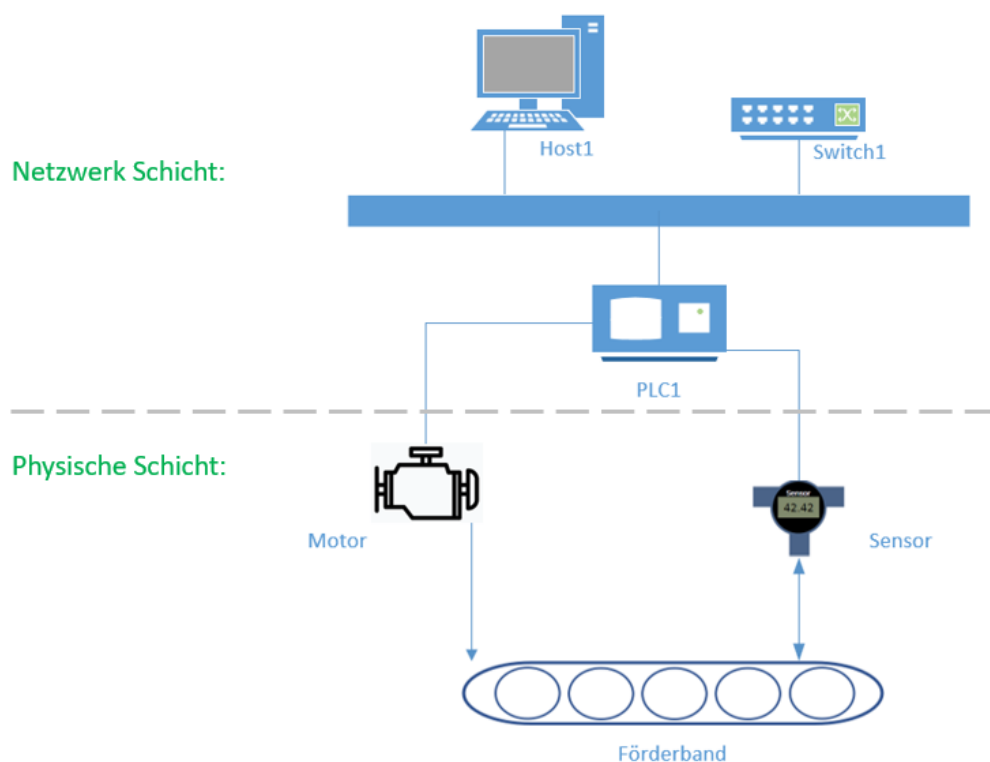 Host1
Switch1
Netzwerk Schicht:
PLC1
Physische Schicht:
Sensor
42.42
Motor
Sensor
Förderband